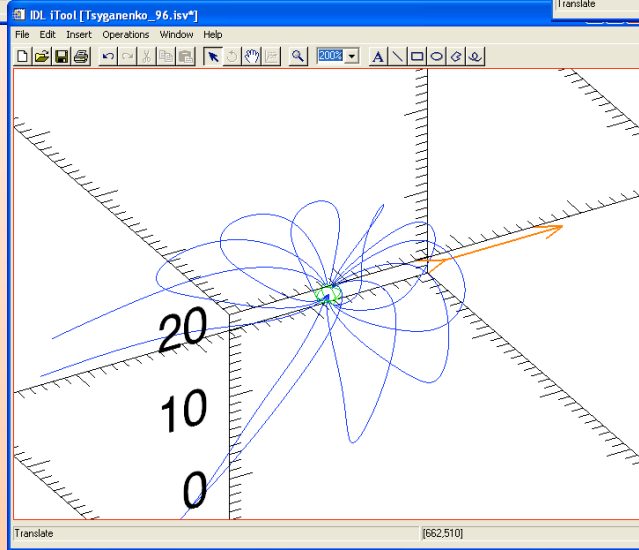 Translate
IDL iTool [Tsyganenko_96.isv*]
File Edit Insert Operations Window Help
200% A
20
10
0
Translate [662,510]